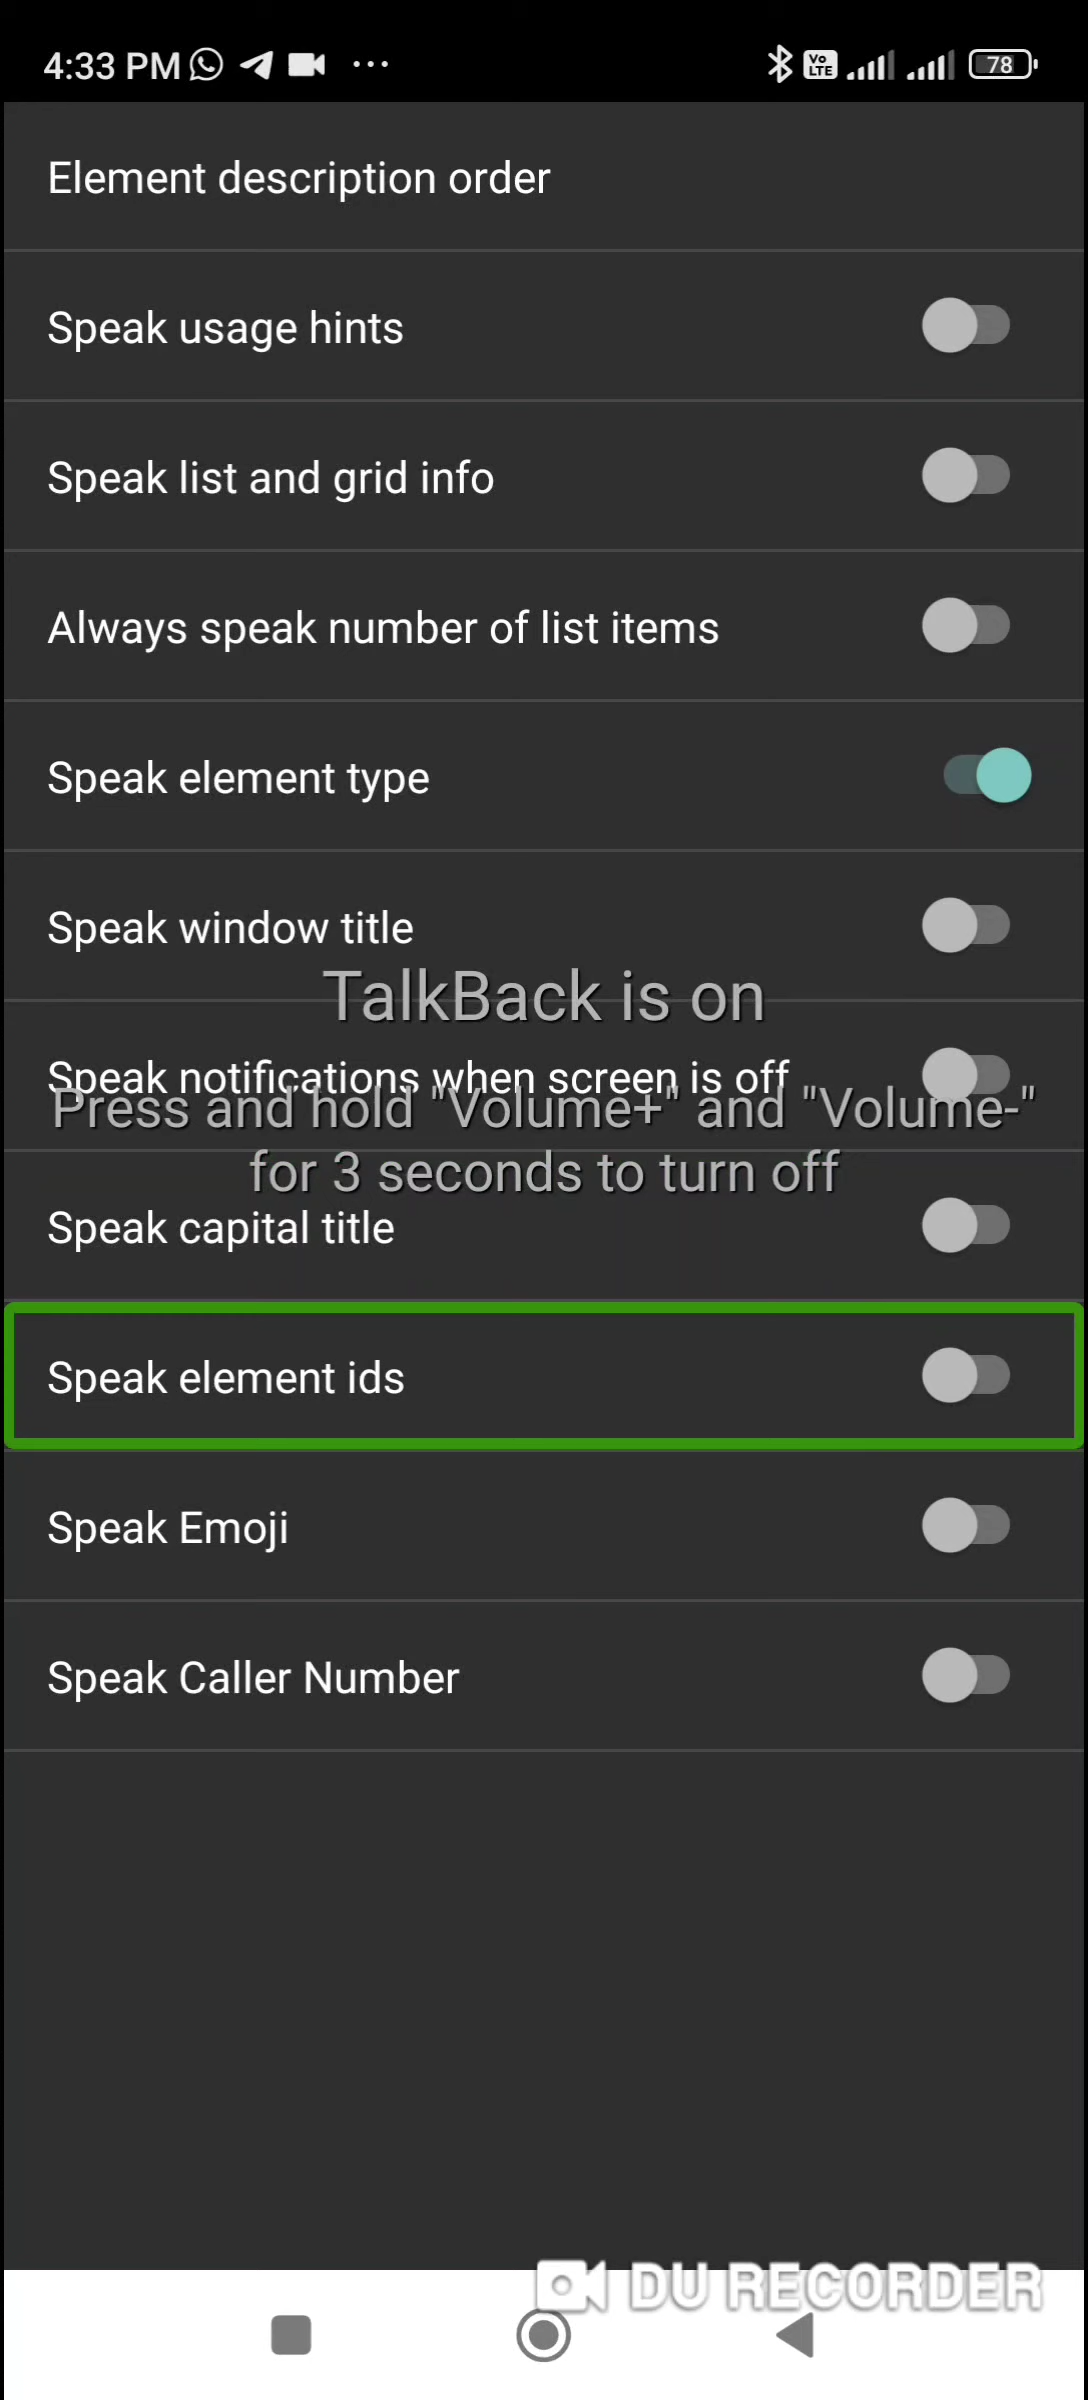 4:33 PM
Vo LTE
78
Element description order
Speak usage hints
Speak list and grid info
Always speak number of list items
Speak element type
Speak window title
TalkBack is on
Speak notifications when screen is off
Press and hold "Volume+" and "Volume-"
for 3 seconds to turn off
Speak capital title
Speak element ids
Speak Emoji
Speak Caller Number
DU RECORDER